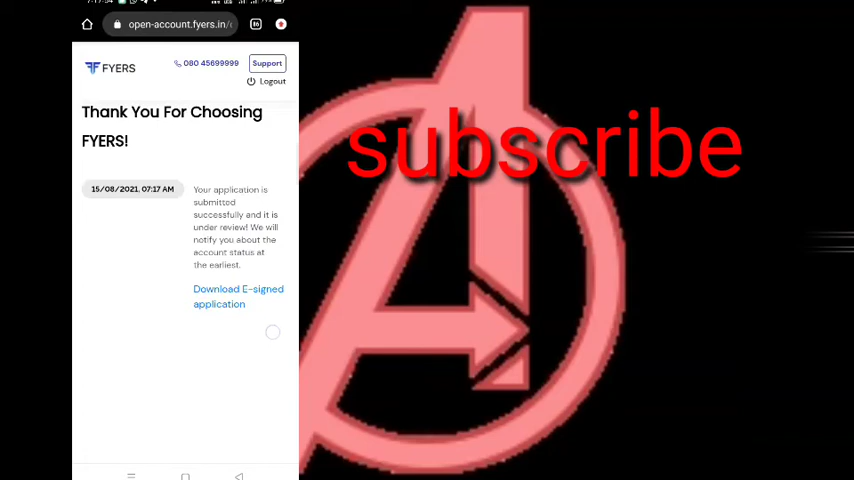 open-account.fyers.in/
FYERS
080 45699999
Support
Logout
Thank You For Choosing
FYERS!
15/08/2021, 07:17 AM
Your application is
submitted
successfully and it is
under review! We will
notify you about the
account status at
the earliest.
Download E-signed
application
subscribe